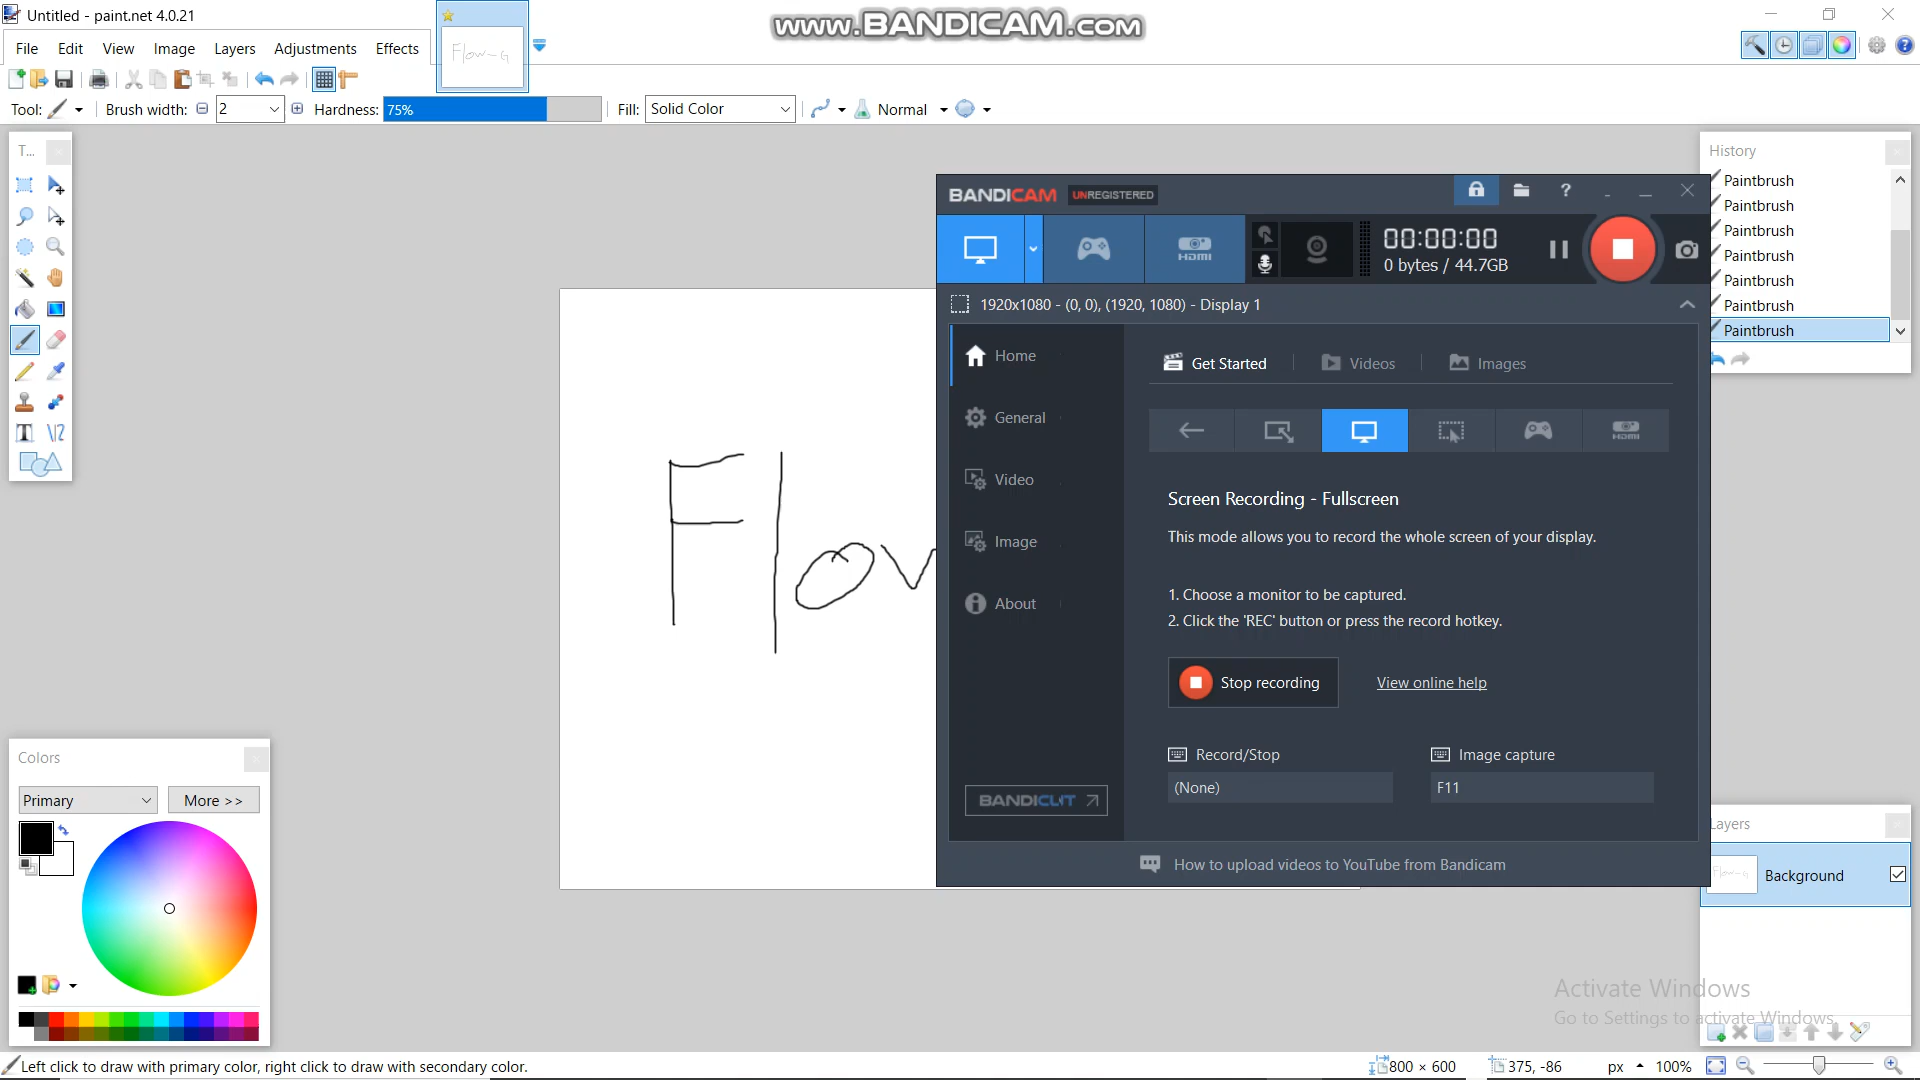 Untitled - paint.net 4.0.21
www.BANDICAM.com
File Edit View Image Layers Adjustments Effects
Flow-G
Tool: Brush width: 2 Hardness: 75% Fill: Solid Color Normal
T...
History
Paintbrush
Paintbrush
Paintbrush
Paintbrush
Paintbrush
Paintbrush
Paintbrush
BANDICAM UNREGISTERED
?
HDMI
00:00:00
0 bytes / 44.7GB
1920x1080 - (0, 0), (1920, 1080) - Display 1
Home
General
Video
Image
About
BANDICUT
Get Started Videos Images
HDMI
Screen Recording - Fullscreen
This mode allows you to record the whole screen of your display.
1. Choose a monitor to be captured.
2. Click the 'REC' button or press the record hotkey.
Stop recording View online help
Record/Stop Image capture
(None) F11
How to upload videos to YouTube from Bandicam
Flow
Colors
Primary More >>
Layers
Flow-G
Background
Activate Windows
Go to Settings to activate Windows.
Left click to draw with primary color, right click to draw with secondary color.
800 × 600 375, -86 px 100%